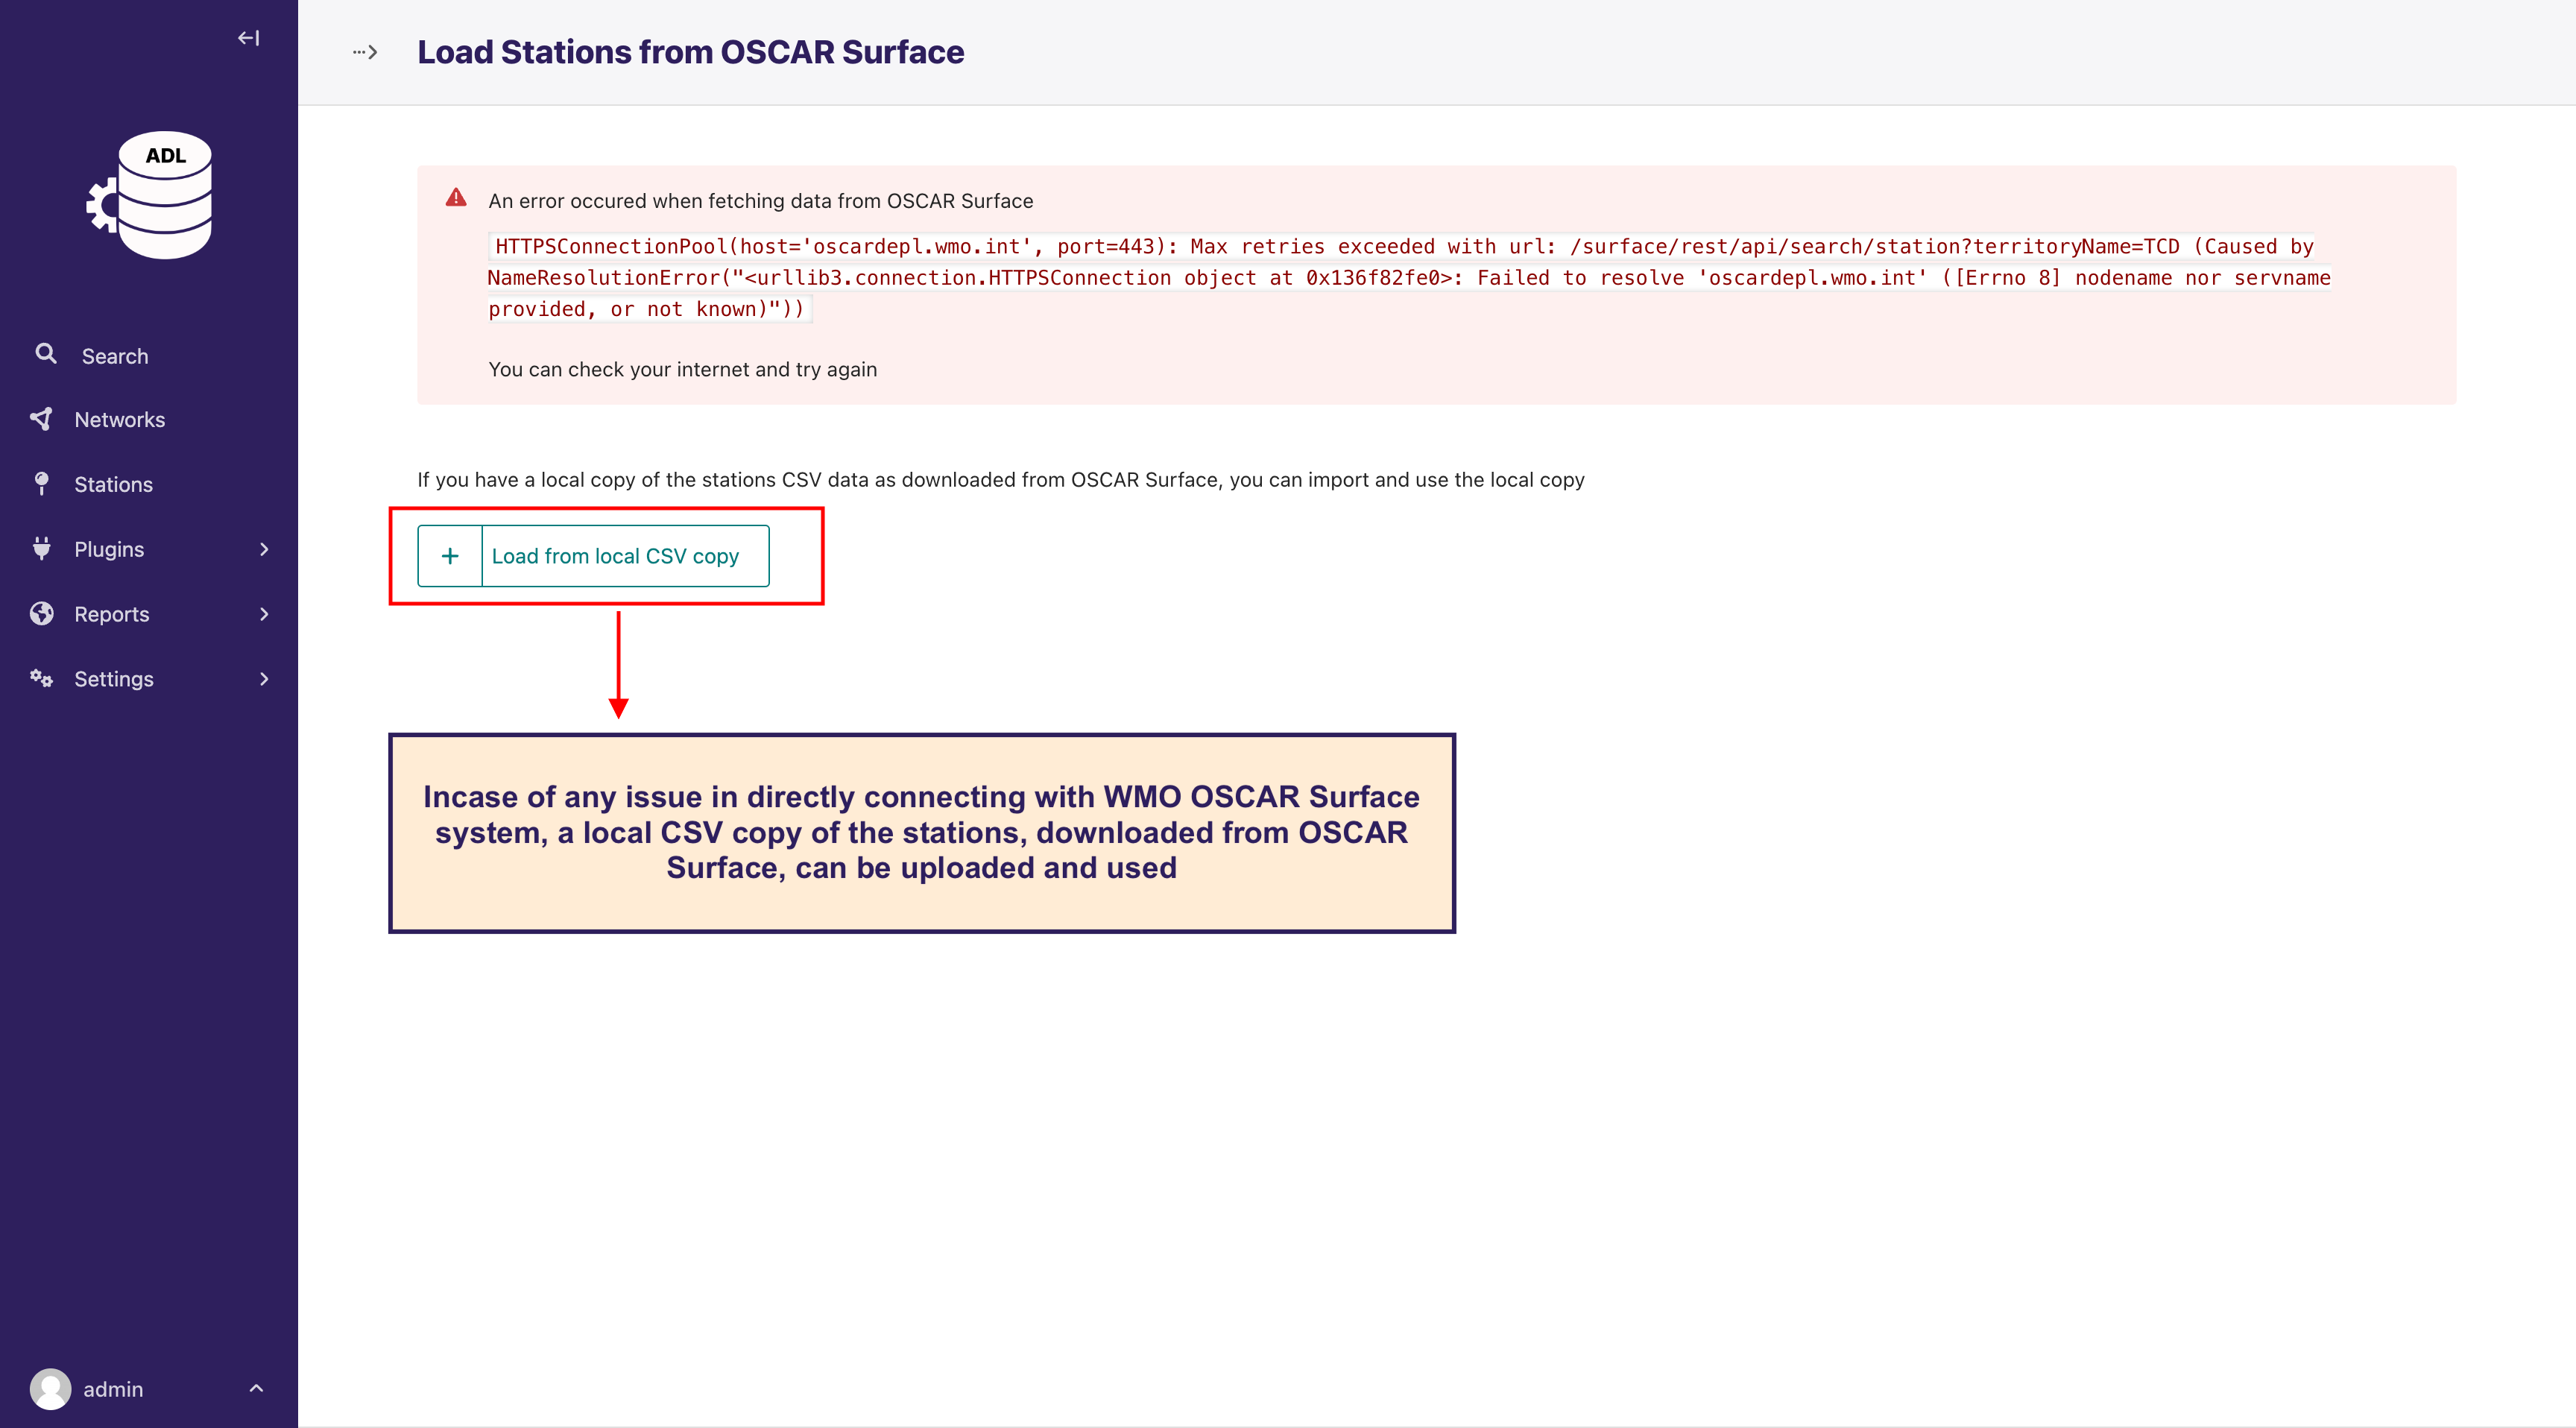 ADL
Search
Networks
Stations
Plugins
Reports
Settings
admin
Load Stations from OSCAR Surface
An error occured when fetching data from OSCAR Surface
HTTPSConnectionPool(host='oscardepl.wmo.int', port=443): Max retries exceeded with url: /surface/rest/api/search/station?territoryName=TCD (Caused by
NameResolutionError("<urllib3.connection.HTTPSConnection object at 0x136f82fe0>: Failed to resolve 'oscardepl.wmo.int' ([Errno 8] nodename nor servname
provided, or not known)"))
You can check your internet and try again
If you have a local copy of the stations CSV data as downloaded from OSCAR Surface, you can import and use the local copy
Load from local CSV copy
Incase of any issue in directly connecting with WMO OSCAR Surface
system, a local CSV copy of the stations, downloaded from OSCAR
Surface, can be uploaded and used